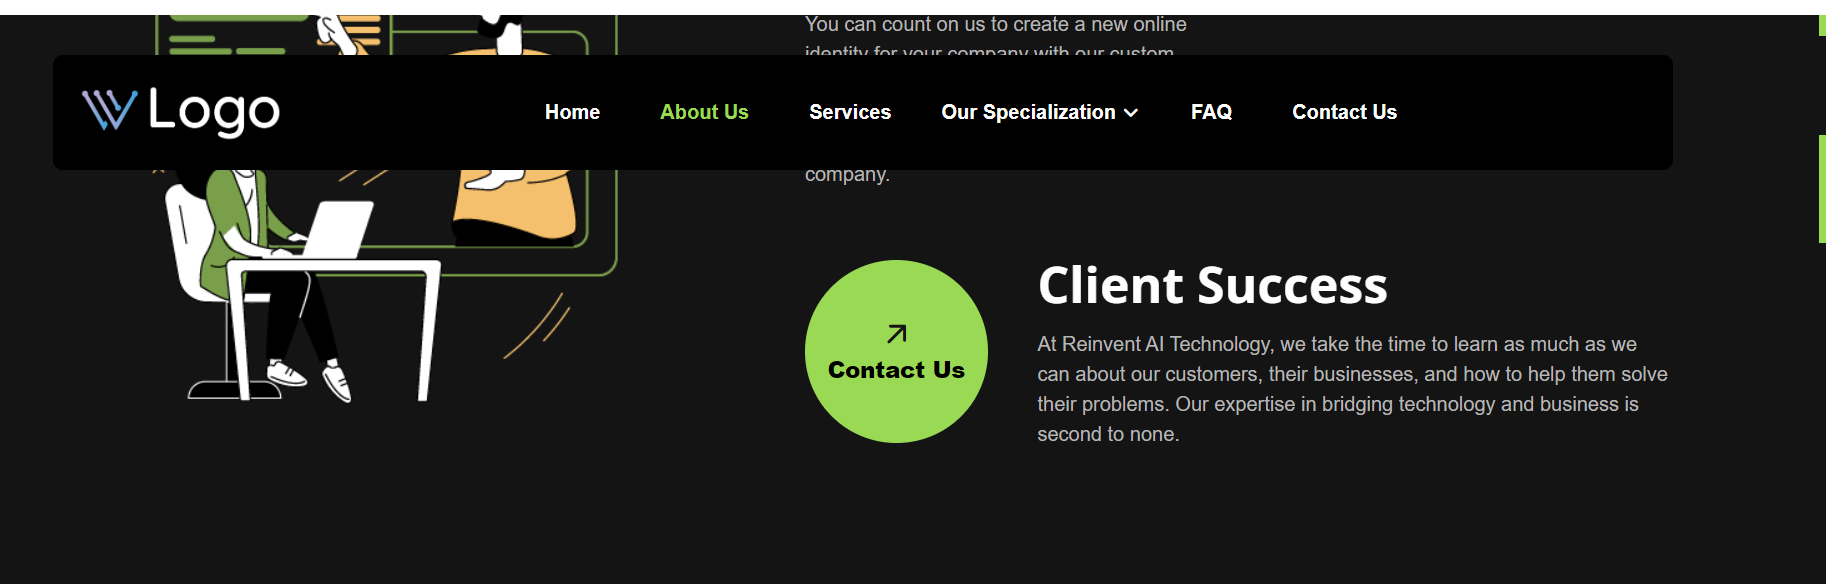 You can count on us to create a new online
identity for your company with our custom
Logo
Home About Us Services Our Specialization FAQ Contact Us
company.
Contact Us
Client Success
At Reinvent AI Technology, we take the time to learn as much as we
can about our customers, their businesses, and how to help them solve
their problems. Our expertise in bridging technology and business is
second to none.